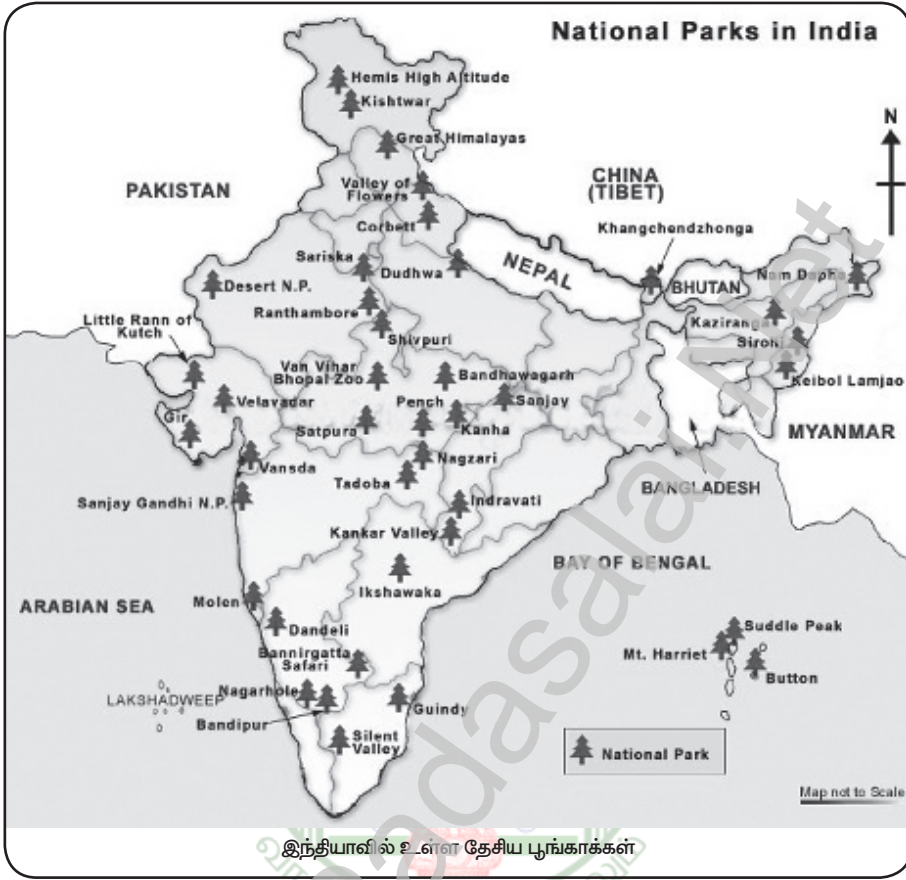 National Parks in India
Hemis High Altitude
Kishtwar
N
Great Himalayas
PAKISTAN
CHINA
(TIBET)
Valley of
Flowers
Corbett
Khangchendzhonga
Sariska
Dudhwa
NEPAL
BHUTAN
Nam Dapha
Desert N.P.
Ranthambore
Kaziranga
Little Rann of
Kutch
Shivpuri
Sirohi
Van Vihar
Bhopal Zoo
Bandhawagarh
Keibol Lamjao
Velavadar
Pench
Sanjay
Gir
Satpura
Kanha
MYANMAR
Vansda
Nagzari
Tadoba
BANGLADESH
Sanjay Gandhi N.P.
Indravati
Kankar Valley
BAY OF BENGAL
Ikshawaka
ARABIAN SEA
Molen
Dandeli
Suddle Peak
Bannirgatta
Safari
Mt. Harriet
Button
Nagarhole
LAKSHADWEEP
Guindy
Bandipur
Silent
Valley
National Park
Map not to Scale
இந்தியாவில் உள்ள தேசிய பூங்காக்கள்